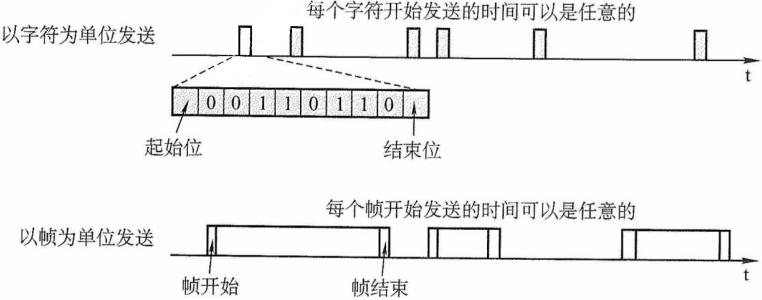 每个字符开始发送的时间可以是任意的
以字符为单位发送
t
0 0 1 1 0 1 1 0
起始位 结束位
每个帧开始发送的时间可以是任意的
以帧为单位发送
t
帧开始 帧结束